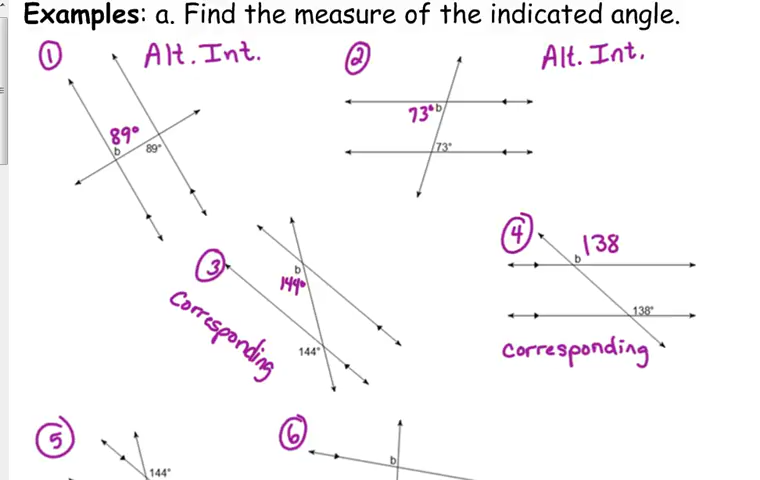 Examples: a. Find the measure of the indicated angle.
① Alt. Int.
② Alt. Int.
89°
b
89°
73° b
73°
④ 138
b
③
b
144°
138°
Corresponding
144°
Corresponding
⑤
144°
⑥
b